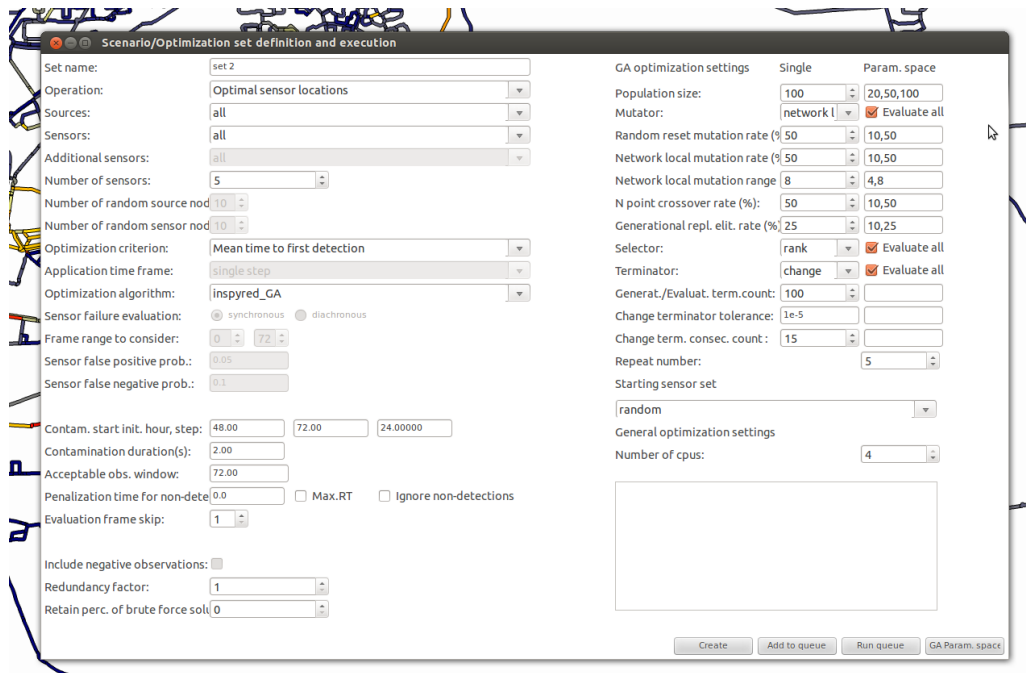 Scenario/Optimization set definition and execution
Set name: set 2
Operation: Optimal sensor locations
Sources: all
Sensors: all
Additional sensors: all
Number of sensors: 5
Number of random source nod 10
Number of random sensor nod 10
Optimization criterion: Mean time to first detection
Application time frame: single step
Optimization algorithm: inspyred_GA
Sensor failure evaluation: synchronous diachronous
Frame range to consider: 0 72
Sensor false positive prob.: 0.05
Sensor false negative prob.: 0.1
Contam. start init. hour, step: 48.00 72.00 24.00000
Contamination duration(s): 2.00
Acceptable obs. window: 72.00
Penalization time for non-dete 0.0 Max.RT Ignore non-detections
Evaluation frame skip: 1
Include negative observations:
Redundancy factor: 1
Retain perc. of brute force solu 0
GA optimization settings Single Param. space
Population size: 100 20,50,100
Mutator: network l Evaluate all
Random reset mutation rate (% 50 10,50
Network local mutation rate (% 50 10,50
Network local mutation range 8 4,8
N point crossover rate (%): 50 10,50
Generational repl. elit. rate (%) 25 10,25
Selector: rank Evaluate all
Terminator: change Evaluate all
Generat./Evaluat. term.count: 100
Change terminator tolerance: 1e-5
Change term. consec. count : 15
Repeat number: 5
Starting sensor set
random
General optimization settings
Number of cpus: 4
Create Add to queue Run queue GA Param. space